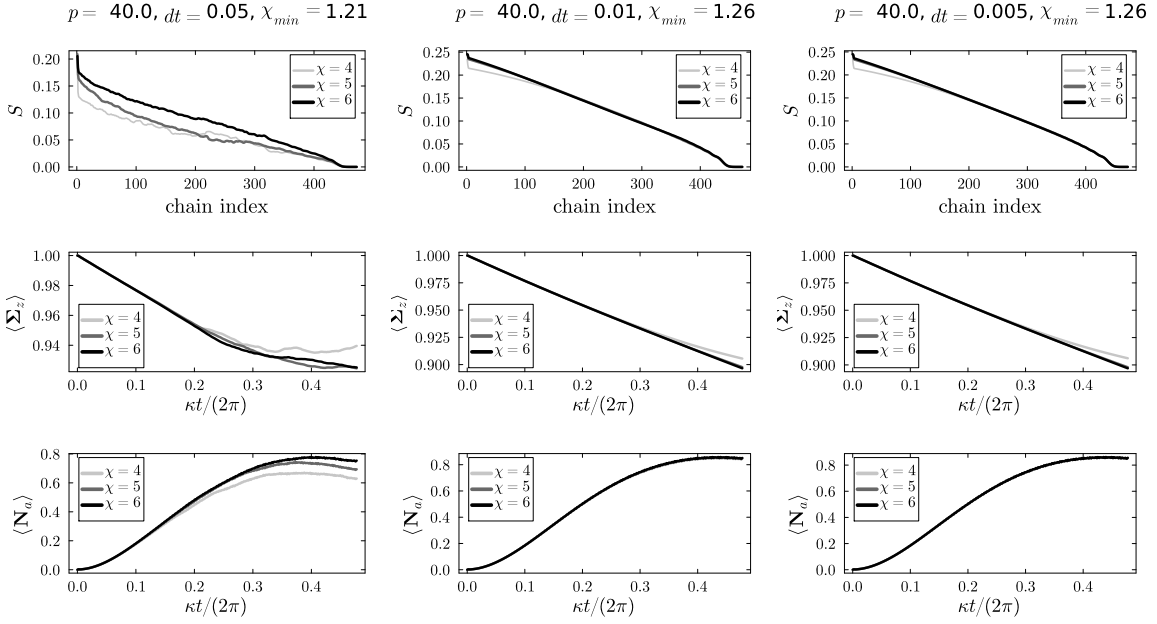 p = 40.0, dt = 0.05, χ_min = 1.21
p = 40.0, dt = 0.01, χ_min = 1.26
p = 40.0, dt = 0.005, χ_min = 1.26
S
0.20
0.15
0.10
0.05
0.00
χ = 4
χ = 5
χ = 6
0 100 200 300 400
chain index
S
0.25
0.20
0.15
0.10
0.05
0.00
χ = 4
χ = 5
χ = 6
0 100 200 300 400
chain index
S
0.25
0.20
0.15
0.10
0.05
0.00
χ = 4
χ = 5
χ = 6
0 100 200 300 400
chain index
⟨Σ_z⟩
1.00
0.98
0.96
0.94
χ = 4
χ = 5
χ = 6
0.0 0.1 0.2 0.3 0.4
κt/(2π)
⟨Σ_z⟩
1.000
0.975
0.950
0.925
0.900
χ = 4
χ = 5
χ = 6
0.0 0.1 0.2 0.3 0.4
κt/(2π)
⟨Σ_z⟩
1.000
0.975
0.950
0.925
0.900
χ = 4
χ = 5
χ = 6
0.0 0.1 0.2 0.3 0.4
κt/(2π)
⟨N_a⟩
0.8
0.6
0.4
0.2
0.0
χ = 4
χ = 5
χ = 6
0.0 0.1 0.2 0.3 0.4
κt/(2π)
⟨N_a⟩
0.8
0.6
0.4
0.2
0.0
χ = 4
χ = 5
χ = 6
0.0 0.1 0.2 0.3 0.4
κt/(2π)
⟨N_a⟩
0.8
0.6
0.4
0.2
0.0
χ = 4
χ = 5
χ = 6
0.0 0.1 0.2 0.3 0.4
κt/(2π)